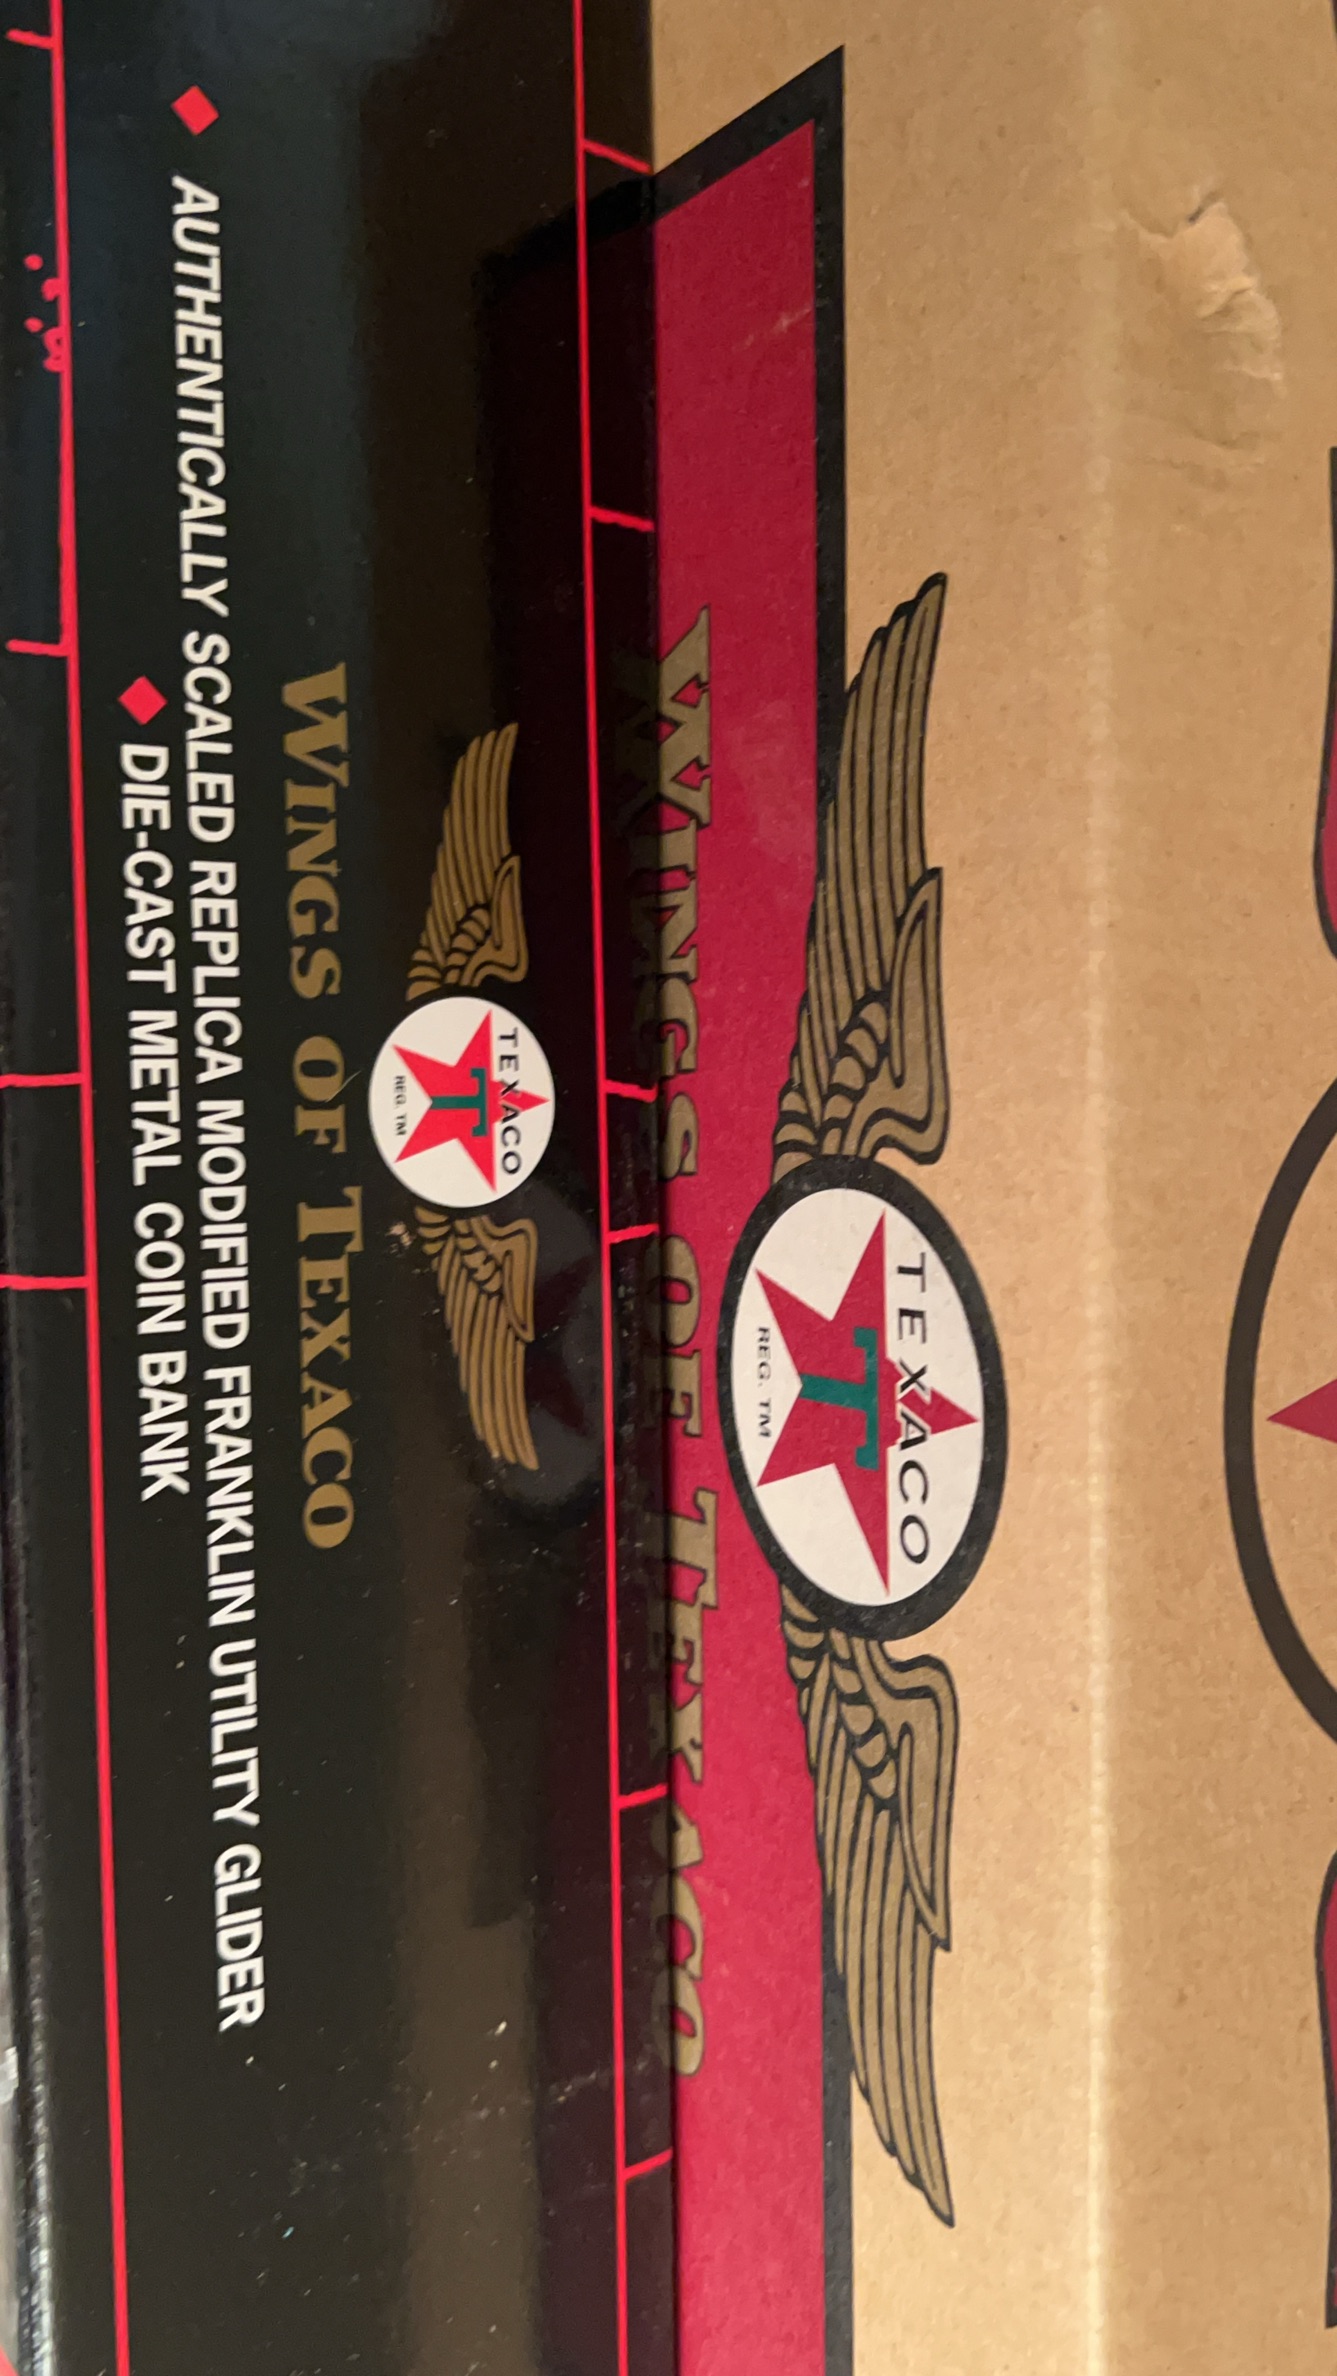 TEXACO
T
REG. TM
WINGS OF TEXACO
TEXACO
T
REG. TM
WINGS OF TEXACO
AUTHENTICALLY SCALED REPLICA MODIFIED FRANKLIN UTILITY GLIDER
DIE-CAST METAL COIN BANK